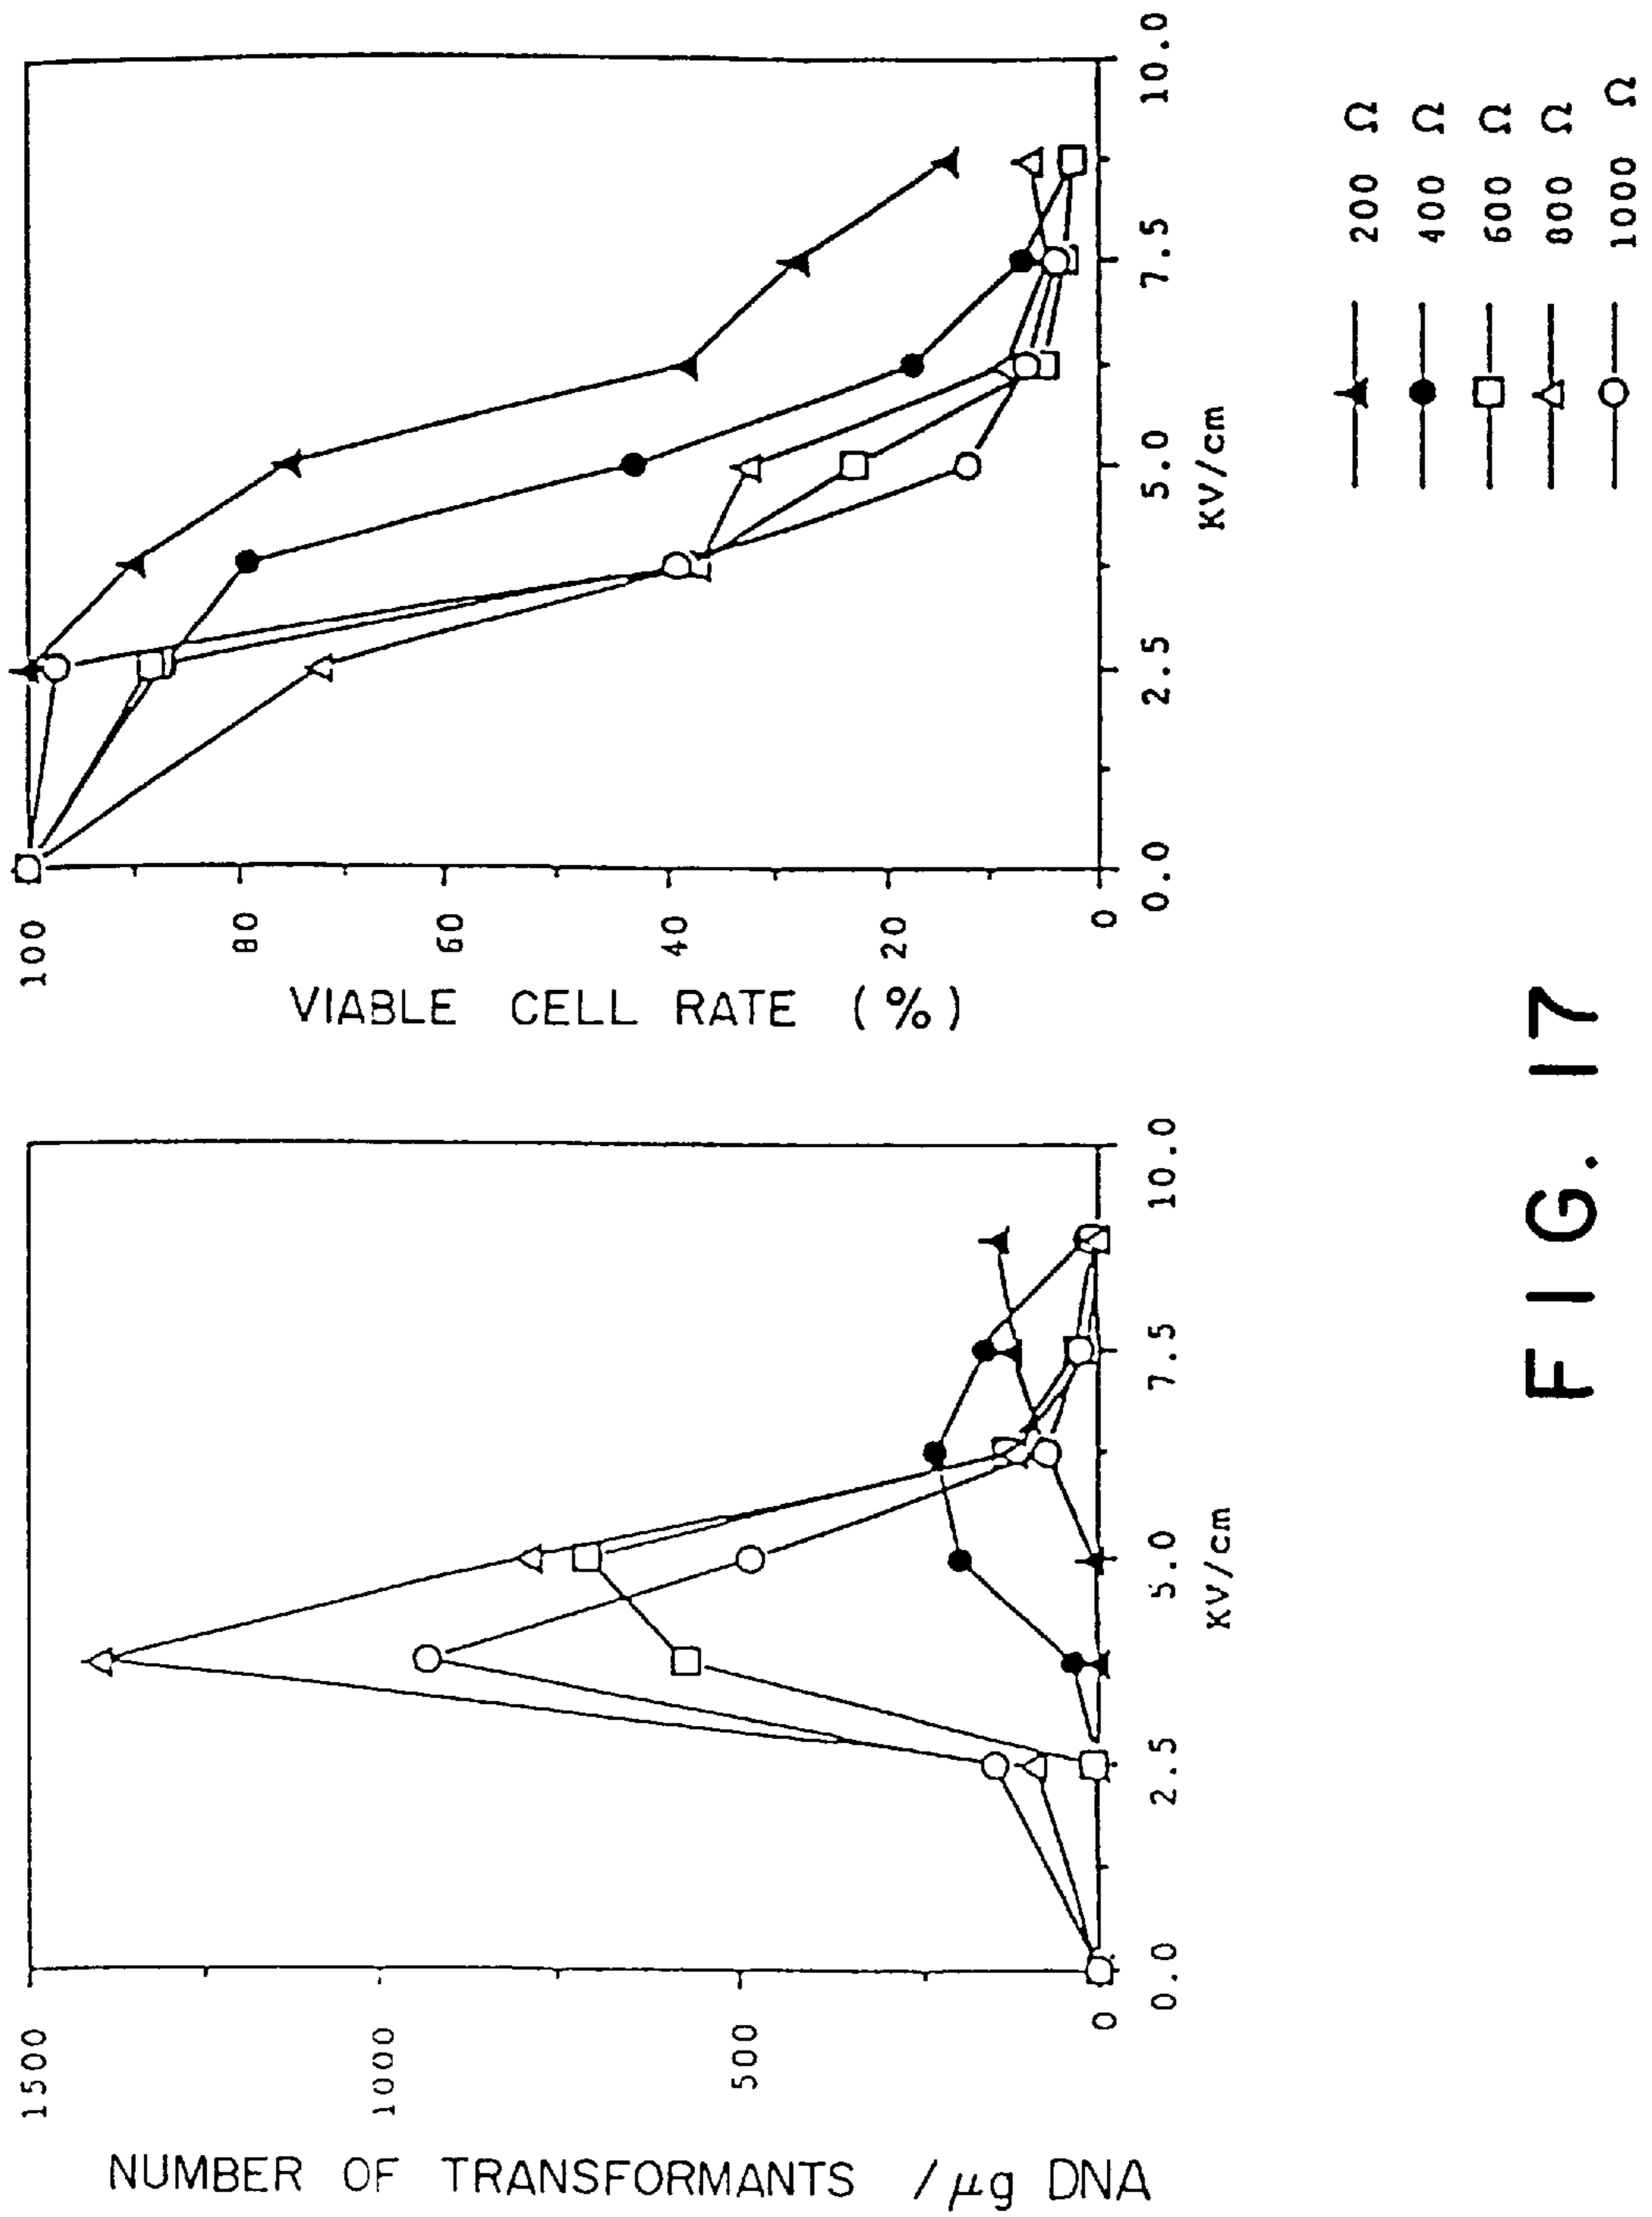 1500
1000
500
0
NUMBER OF TRANSFORMANTS /μg DNA
0.0
2.5
5.0
7.5
10.0
KV/cm
100
80
60
40
20
0
VIABLE CELL RATE (%)
0.0
2.5
5.0
7.5
10.0
KV/cm
200 Ω
400 Ω
600 Ω
800 Ω
1000 Ω
FIG. 17